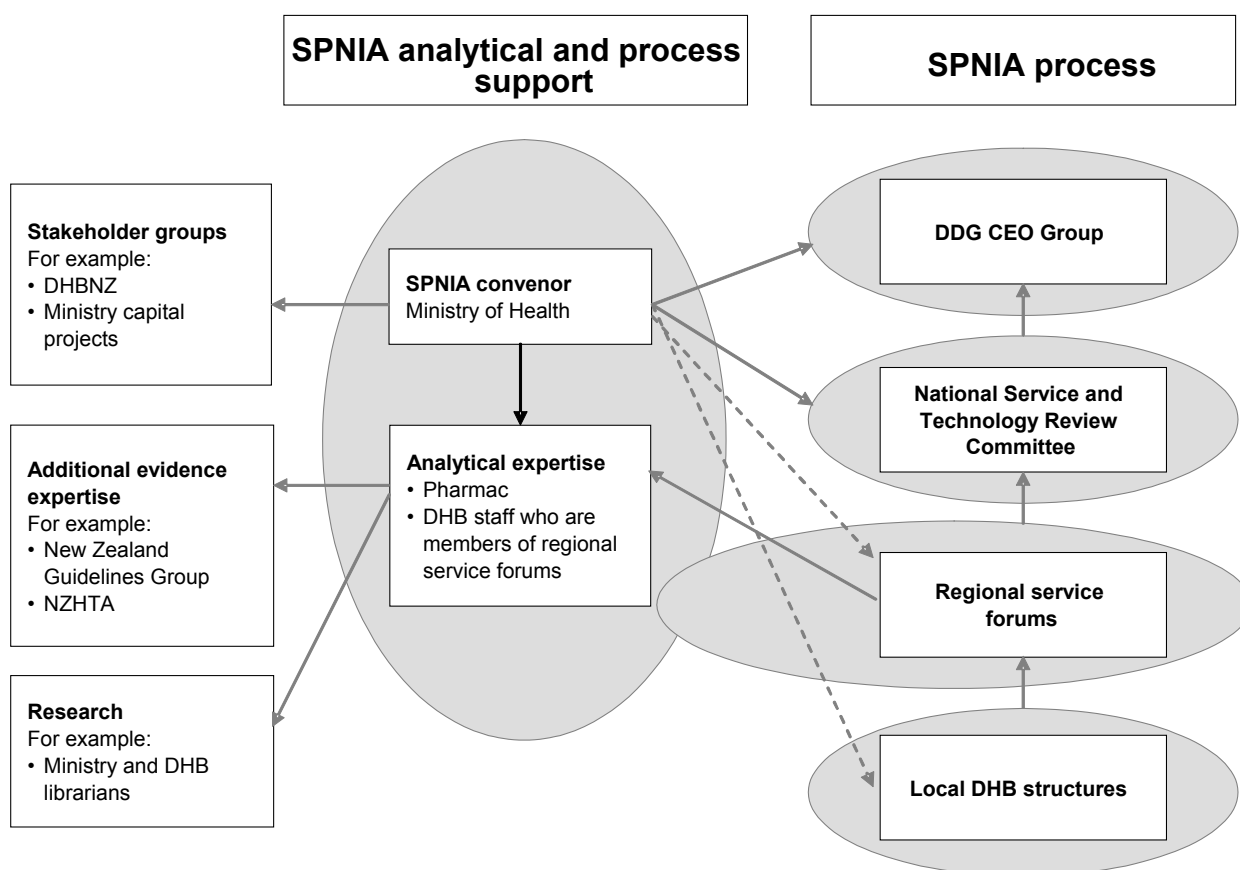 SPNIA analytical and process
support
SPNIA process
Stakeholder groups
For example:
• DHBNZ
• Ministry capital
projects
SPNIA convenor
Ministry of Health
DDG CEO Group
National Service and
Technology Review
Committee
Additional evidence
expertise
For example:
• New Zealand
Guidelines Group
• NZHTA
Analytical expertise
• Pharmac
• DHB staff who are
members of regional
service forums
Regional service
forums
Research
For example:
• Ministry and DHB
librarians
Local DHB structures